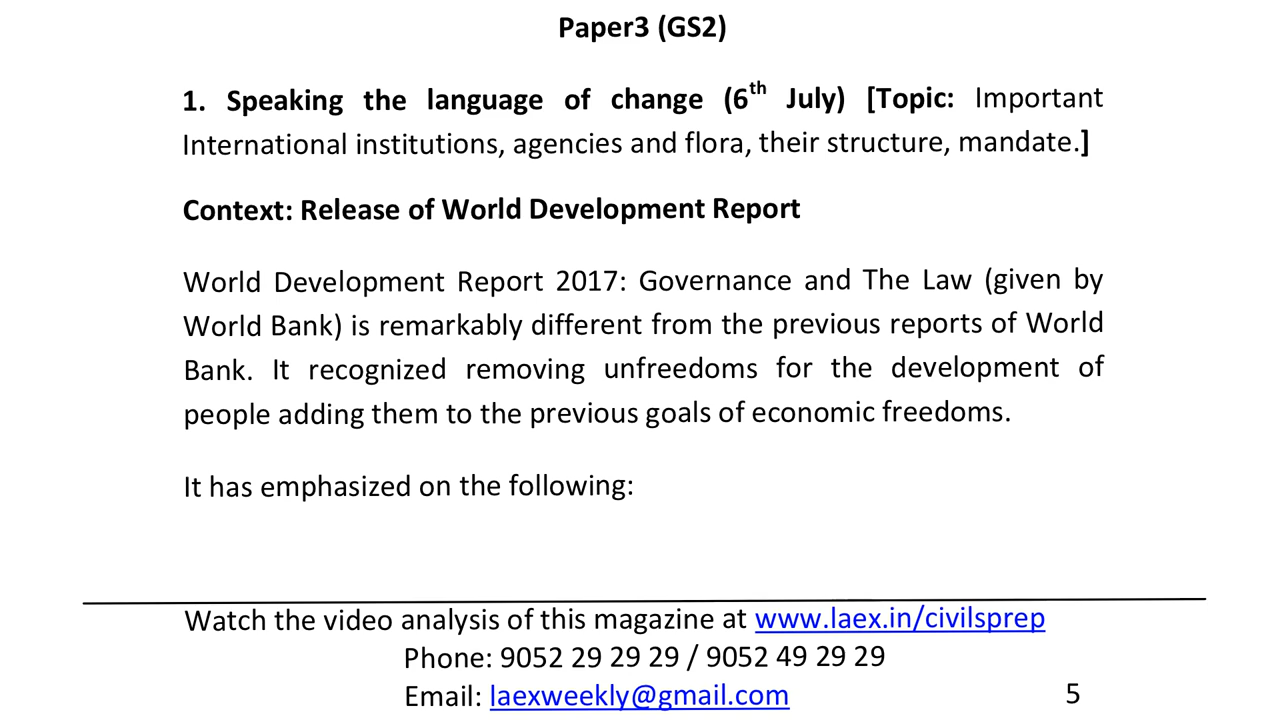 Paper3 (GS2)
1. Speaking the language of change (6th July) [Topic: Important
International institutions, agencies and flora, their structure, mandate.]
Context: Release of World Development Report
World Development Report 2017: Governance and The Law (given by
World Bank) is remarkably different from the previous reports of World
Bank. It recognized removing unfreedoms for the development of
people adding them to the previous goals of economic freedoms.
It has emphasized on the following:
Watch the video analysis of this magazine at www.laex.in/civilsprep
Phone: 9052 29 29 29 / 9052 49 29 29
Email: laexweekly@gmail.com 5